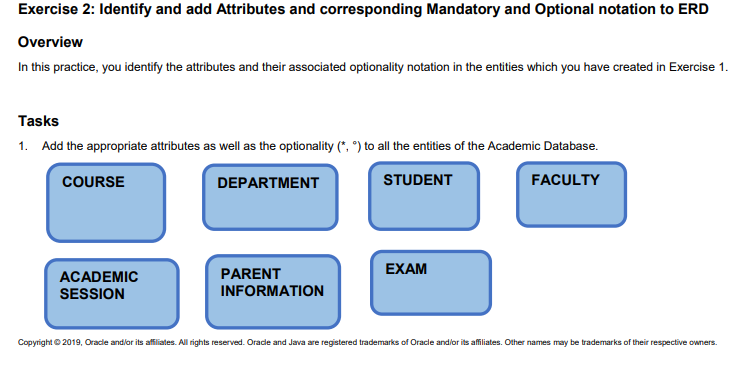 Exercise 2: Identify and add Attributes and corresponding Mandatory and Optional notation to ERD
Overview
In this practice, you identify the attributes and their associated optionality notation in the entities which you have created in Exercise 1.
Tasks
1. Add the appropriate attributes as well as the optionality (*, °) to all the entities of the Academic Database.
COURSE
DEPARTMENT
STUDENT
FACULTY
ACADEMIC
SESSION
PARENT
INFORMATION
EXAM
Copyright © 2019, Oracle and/or its affiliates. All rights reserved. Oracle and Java are registered trademarks of Oracle and/or its affiliates. Other names may be trademarks of their respective owners.